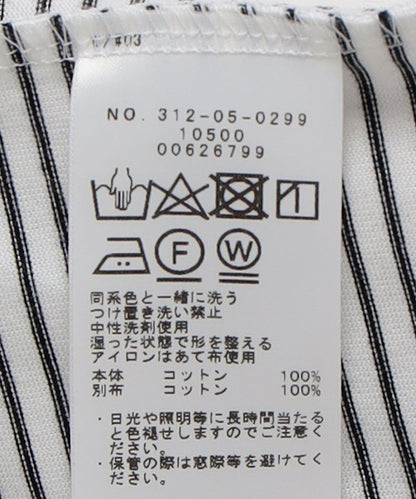 NO. 312-05-0299
10500
00626799
F W
同系色と一緒に洗う
つけ置き洗い禁止
中性洗剤使用
湿った状態で形を整える
アイロンはあて布使用
本体 コットン 100%
別布 コットン 100%
・日光や照明等に長時間当たる
と色褪せしますのでご注意く
ださい。
・保管の際は窓際等を避けてく
ださい。